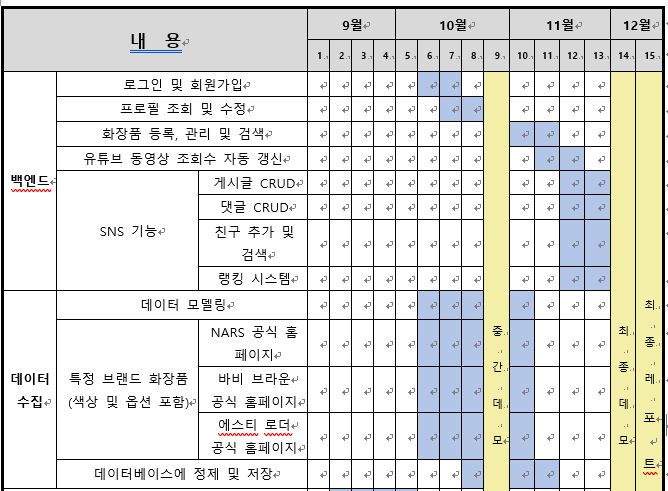 내 용
9월 10월 11월 12월
1. 2. 3. 4. 5. 6. 7. 8. 9. 10. 11. 12. 13. 14. 15.
백엔드
로그인 및 회원가입
프로필 조회 및 수정
화장품 등록, 관리 및 검색
유튜브 동영상 조회수 자동 갱신
SNS 기능
게시글 CRUD
댓글 CRUD
친구 추가 및
검색
랭킹 시스템
데이터
수집
데이터 모델링
특정 브랜드 화장품
(색상 및 옵션 포함)
NARS 공식 홈
페이지
바비 브라운
공식 홈페이지
에스티 로더
공식 홈페이지
데이터베이스에 정제 및 저장
중간데모
최종데모
최종레포트